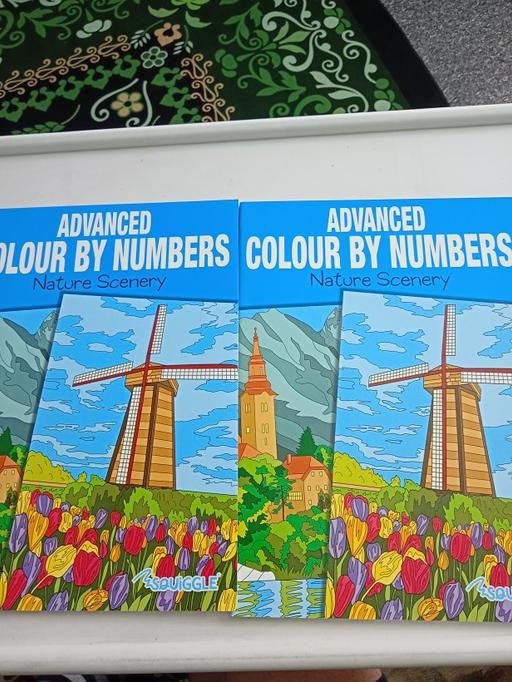 ADVANCED
OLOUR BY NUMBERS
Nature Scenery
SQUIGGLE
ADVANCED
COLOUR BY NUMBERS
Nature Scenery
SQU